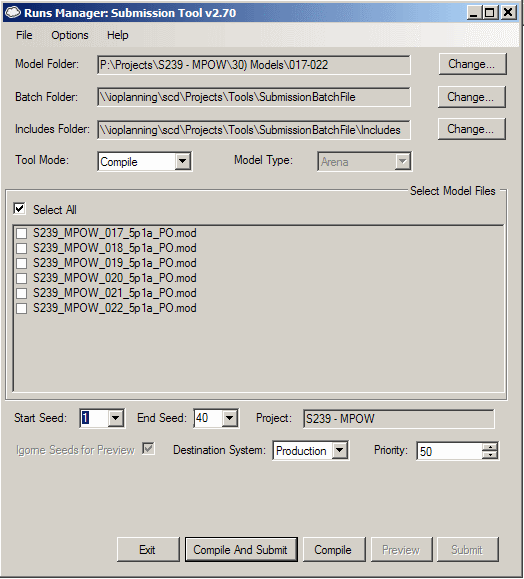 Runs Manager: Submission Tool v2.70
File Options Help
Model Folder: P:\Projects\S239 - MPOW\30) Models\017-022 Change...
Batch Folder: \\ioplanning\scd\Projects\Tools\SubmissionBatchFile Change...
Includes Folder: \\ioplanning\scd\Projects\Tools\SubmissionBatchFile\Includes Change...
Tool Mode: Compile Model Type: Arena
Select Model Files
Select All
S239_MPOW_017_5p1a_PO.mod
S239_MPOW_018_5p1a_PO.mod
S239_MPOW_019_5p1a_PO.mod
S239_MPOW_020_5p1a_PO.mod
S239_MPOW_021_5p1a_PO.mod
S239_MPOW_022_5p1a_PO.mod
Start Seed: 1 End Seed: 40 Project: S239 - MPOW
Igorne Seeds for Preview Destination System: Production Priority: 50
Exit Compile And Submit Compile Preview Submit